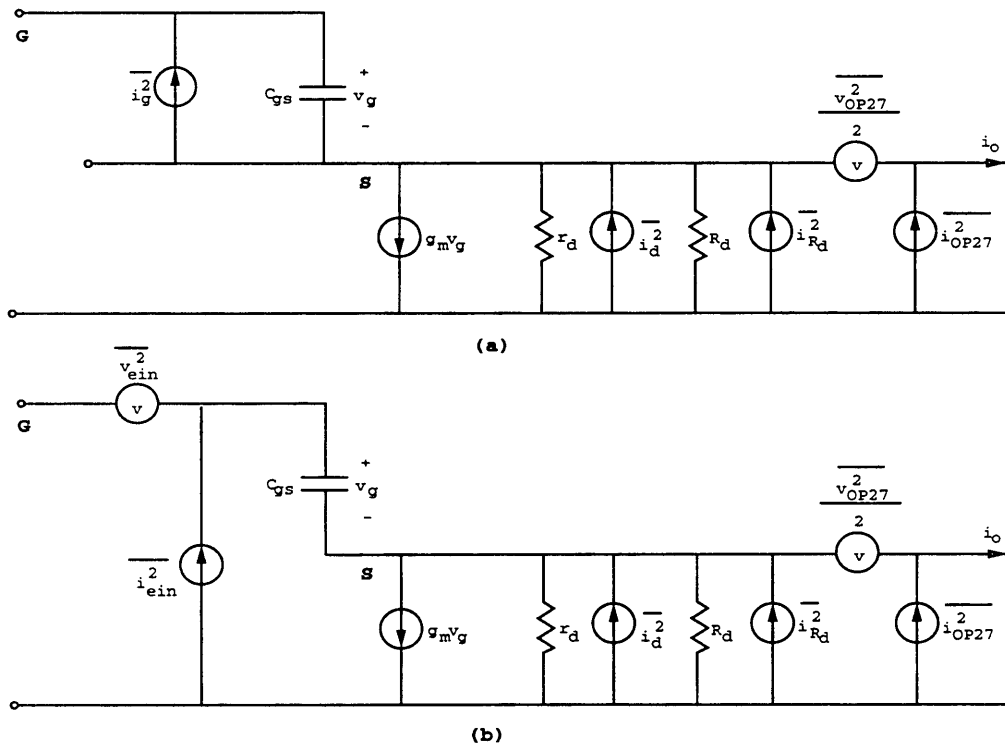 G
i_g^2
C_gs
+
v_g
-
S
g_m v_g
r_d
i_d^2
R_d
i_Rd^2
v_OP27^2
2
v
i_o
i_OP27^2
(a)
v_ein^2
v
G
i_ein^2
C_gs
+
v_g
-
S
g_m v_g
r_d
i_d^2
R_d
i_Rd^2
v_OP27^2
2
v
i_o
i_OP27^2
(b)